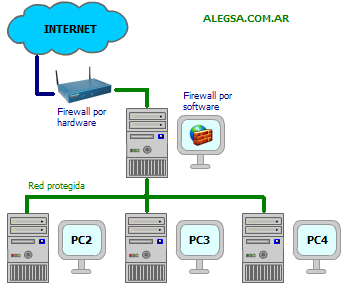 ALEGSA.COM.AR
INTERNET
Firewall por
hardware
Firewall por
software
Red protegida
PC2
PC3
PC4